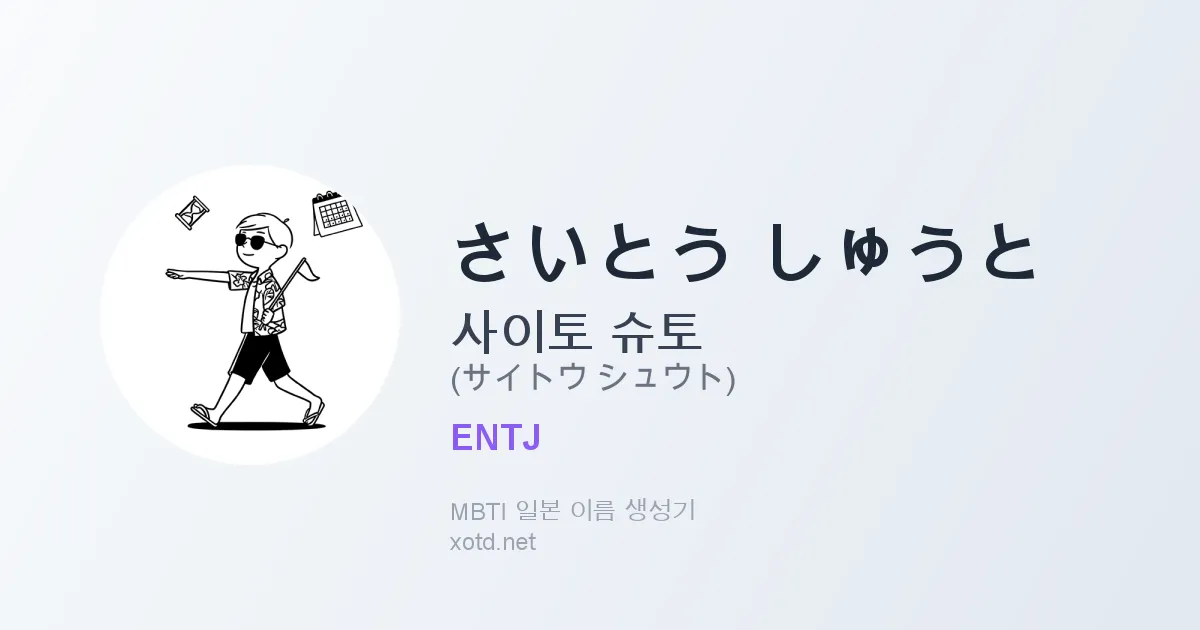 さいとう しゅうと
사이토 슈토
(サイトウ シュウト)
ENTJ
MBTI 일본 이름 생성기
xotd.net